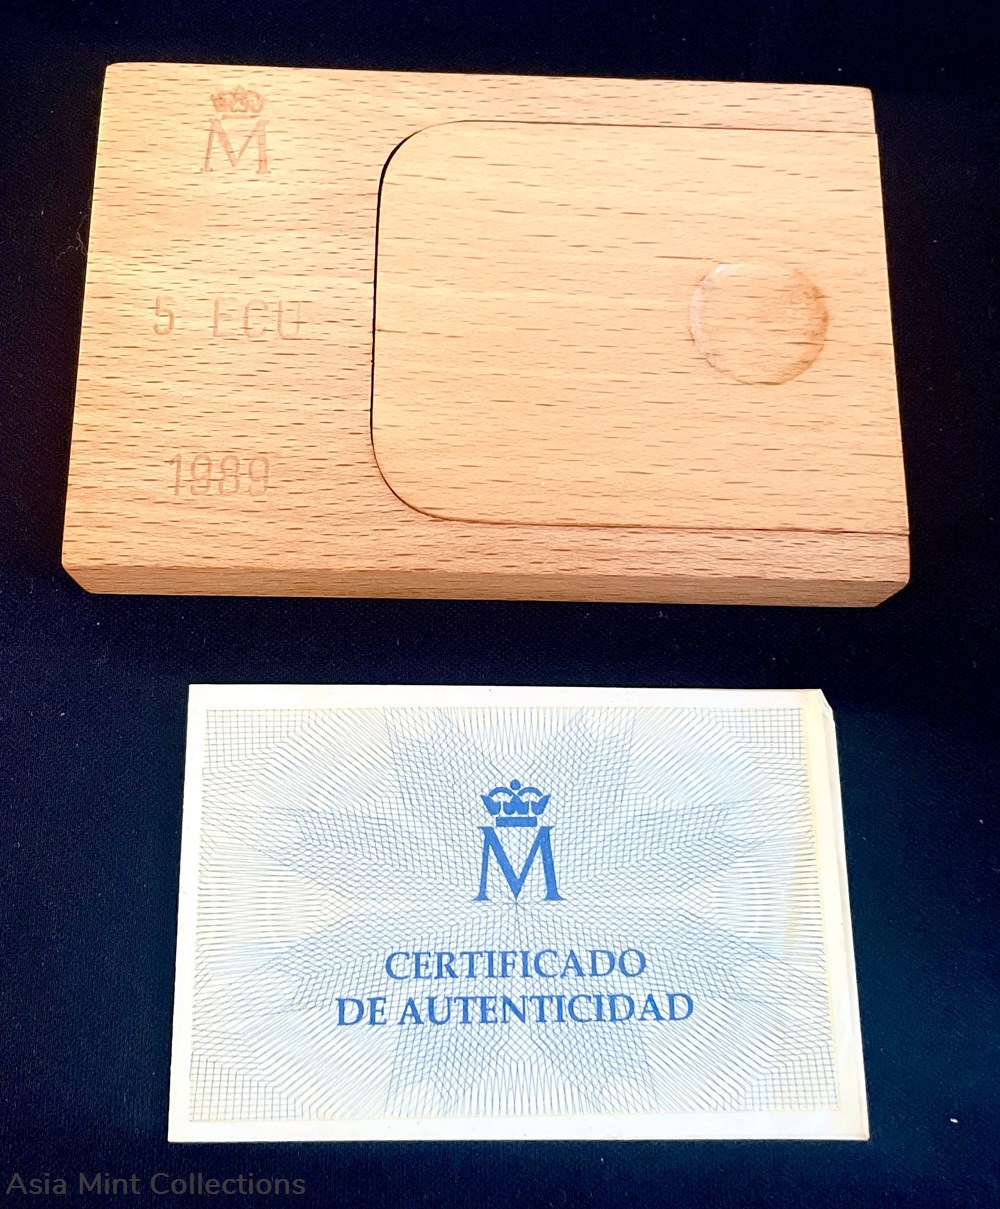 M
5 ECU
1989
M
CERTIFICADO
DE AUTENTICIDAD
Asia Mint Collections